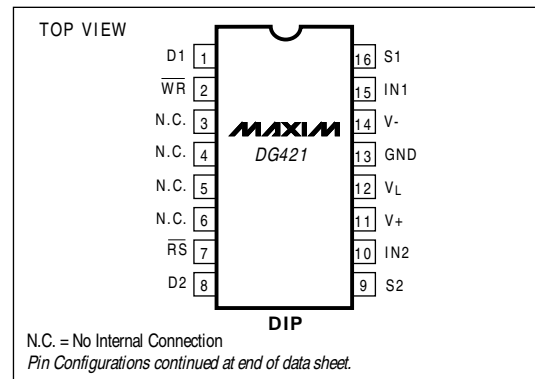 TOP VIEW
D1 1
W̅R̅ 2
N.C. 3
N.C. 4
N.C. 5
N.C. 6
R̅S̅ 7
D2 8
MAXIM
DG421
16 S1
15 IN1
14 V-
13 GND
12 VL
11 V+
10 IN2
9 S2
DIP
N.C. = No Internal Connection
Pin Configurations continued at end of data sheet.